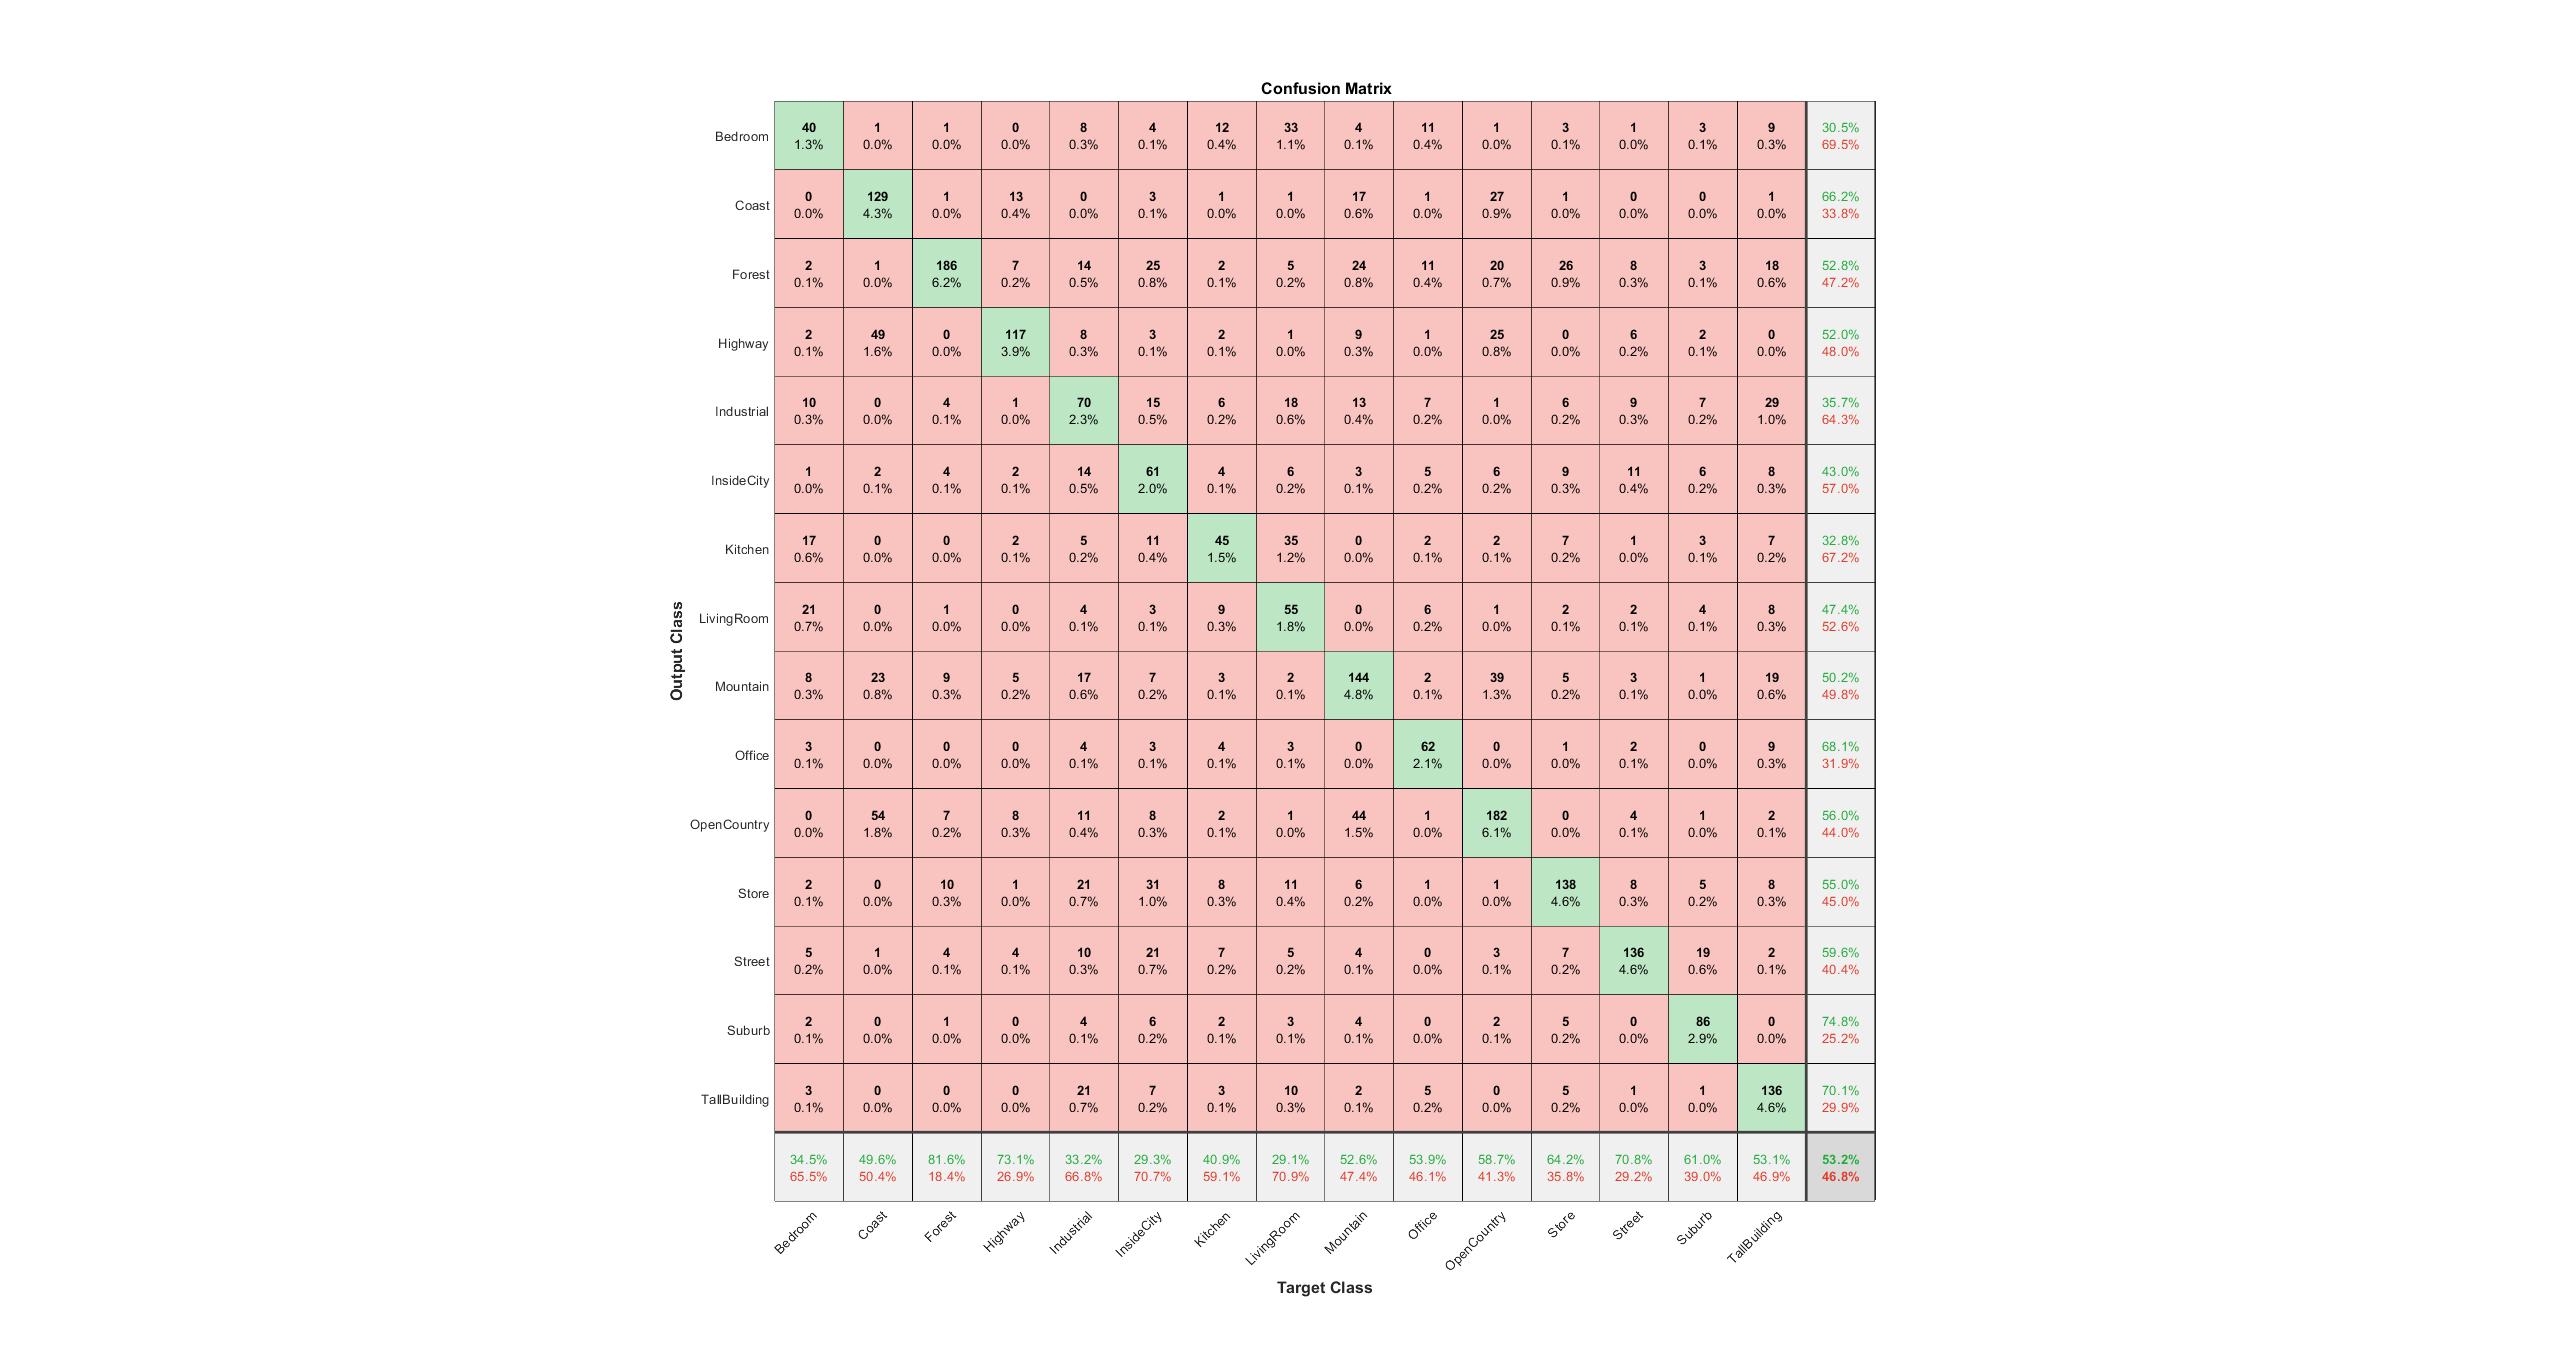 Confusion Matrix
Bedroom 40 1 1 0 8 4 12 33 4 11 1 3 1 3 9 30.5%
1.3% 0.0% 0.0% 0.0% 0.3% 0.1% 0.4% 1.1% 0.1% 0.4% 0.0% 0.1% 0.0% 0.1% 0.3% 69.5%
Coast 0 129 1 13 0 3 1 1 17 1 27 1 0 0 1 66.2%
0.0% 4.3% 0.0% 0.4% 0.0% 0.1% 0.0% 0.0% 0.6% 0.0% 0.9% 0.0% 0.0% 0.0% 0.0% 33.8%
Forest 2 1 186 7 14 25 2 5 24 11 20 26 8 3 18 52.8%
0.1% 0.0% 6.2% 0.2% 0.5% 0.8% 0.1% 0.2% 0.8% 0.4% 0.7% 0.9% 0.3% 0.1% 0.6% 47.2%
Highway 2 49 0 117 8 3 2 1 9 1 25 0 6 2 0 52.0%
0.1% 1.6% 0.0% 3.9% 0.3% 0.1% 0.1% 0.0% 0.3% 0.0% 0.8% 0.0% 0.2% 0.1% 0.0% 48.0%
Industrial 10 0 4 1 70 15 6 18 13 7 1 6 9 7 29 35.7%
0.3% 0.0% 0.1% 0.0% 2.3% 0.5% 0.2% 0.6% 0.4% 0.2% 0.0% 0.2% 0.3% 0.2% 1.0% 64.3%
InsideCity 1 2 4 2 14 61 4 6 3 5 6 9 11 6 8 43.0%
0.0% 0.1% 0.1% 0.1% 0.5% 2.0% 0.1% 0.2% 0.1% 0.2% 0.2% 0.3% 0.4% 0.2% 0.3% 57.0%
Kitchen 17 0 0 2 5 11 45 35 0 2 2 7 1 3 7 32.8%
0.6% 0.0% 0.0% 0.1% 0.2% 0.4% 1.5% 1.2% 0.0% 0.1% 0.1% 0.2% 0.0% 0.1% 0.2% 67.2%
LivingRoom 21 0 1 0 4 3 9 55 0 6 1 2 2 4 8 47.4%
0.7% 0.0% 0.0% 0.0% 0.1% 0.1% 0.3% 1.8% 0.0% 0.2% 0.0% 0.1% 0.1% 0.1% 0.3% 52.6%
Mountain 8 23 9 5 17 7 3 2 144 2 39 5 3 1 19 50.2%
0.3% 0.8% 0.3% 0.2% 0.6% 0.2% 0.1% 0.1% 4.8% 0.1% 1.3% 0.2% 0.1% 0.0% 0.6% 49.8%
Office 3 0 0 0 4 3 4 3 0 62 0 1 2 0 9 68.1%
0.1% 0.0% 0.0% 0.0% 0.1% 0.1% 0.1% 0.1% 0.0% 2.1% 0.0% 0.0% 0.1% 0.0% 0.3% 31.9%
OpenCountry 0 54 7 8 11 8 2 1 44 1 182 0 4 1 2 56.0%
0.0% 1.8% 0.2% 0.3% 0.4% 0.3% 0.1% 0.0% 1.5% 0.0% 6.1% 0.0% 0.1% 0.0% 0.1% 44.0%
Store 2 0 10 1 21 31 8 11 6 1 1 138 8 5 8 55.0%
0.1% 0.0% 0.3% 0.0% 0.7% 1.0% 0.3% 0.4% 0.2% 0.0% 0.0% 4.6% 0.3% 0.2% 0.3% 45.0%
Street 5 1 4 4 10 21 7 5 4 0 3 7 136 19 2 59.6%
0.2% 0.0% 0.1% 0.1% 0.3% 0.7% 0.2% 0.2% 0.1% 0.0% 0.1% 0.2% 4.6% 0.6% 0.1% 40.4%
Suburb 2 0 1 0 4 6 2 3 4 0 2 5 0 86 0 74.8%
0.1% 0.0% 0.0% 0.0% 0.1% 0.2% 0.1% 0.1% 0.1% 0.0% 0.1% 0.2% 0.0% 2.9% 0.0% 25.2%
TallBuilding 3 0 0 0 21 7 3 10 2 5 0 5 1 1 136 70.1%
0.1% 0.0% 0.0% 0.0% 0.7% 0.2% 0.1% 0.3% 0.1% 0.2% 0.0% 0.2% 0.0% 0.0% 4.6% 29.9%
34.5% 49.6% 81.6% 73.1% 33.2% 29.3% 40.9% 29.1% 52.6% 53.9% 58.7% 64.2% 70.8% 61.0% 53.1% 53.2%
65.5% 50.4% 18.4% 26.9% 66.8% 70.7% 59.1% 70.9% 47.4% 46.1% 41.3% 35.8% 29.2% 39.0% 46.9% 46.8%
Bedroom Coast Forest Highway Industrial InsideCity Kitchen LivingRoom Mountain Office OpenCountry Store Street Suburb TallBuilding
Target Class
Output Class